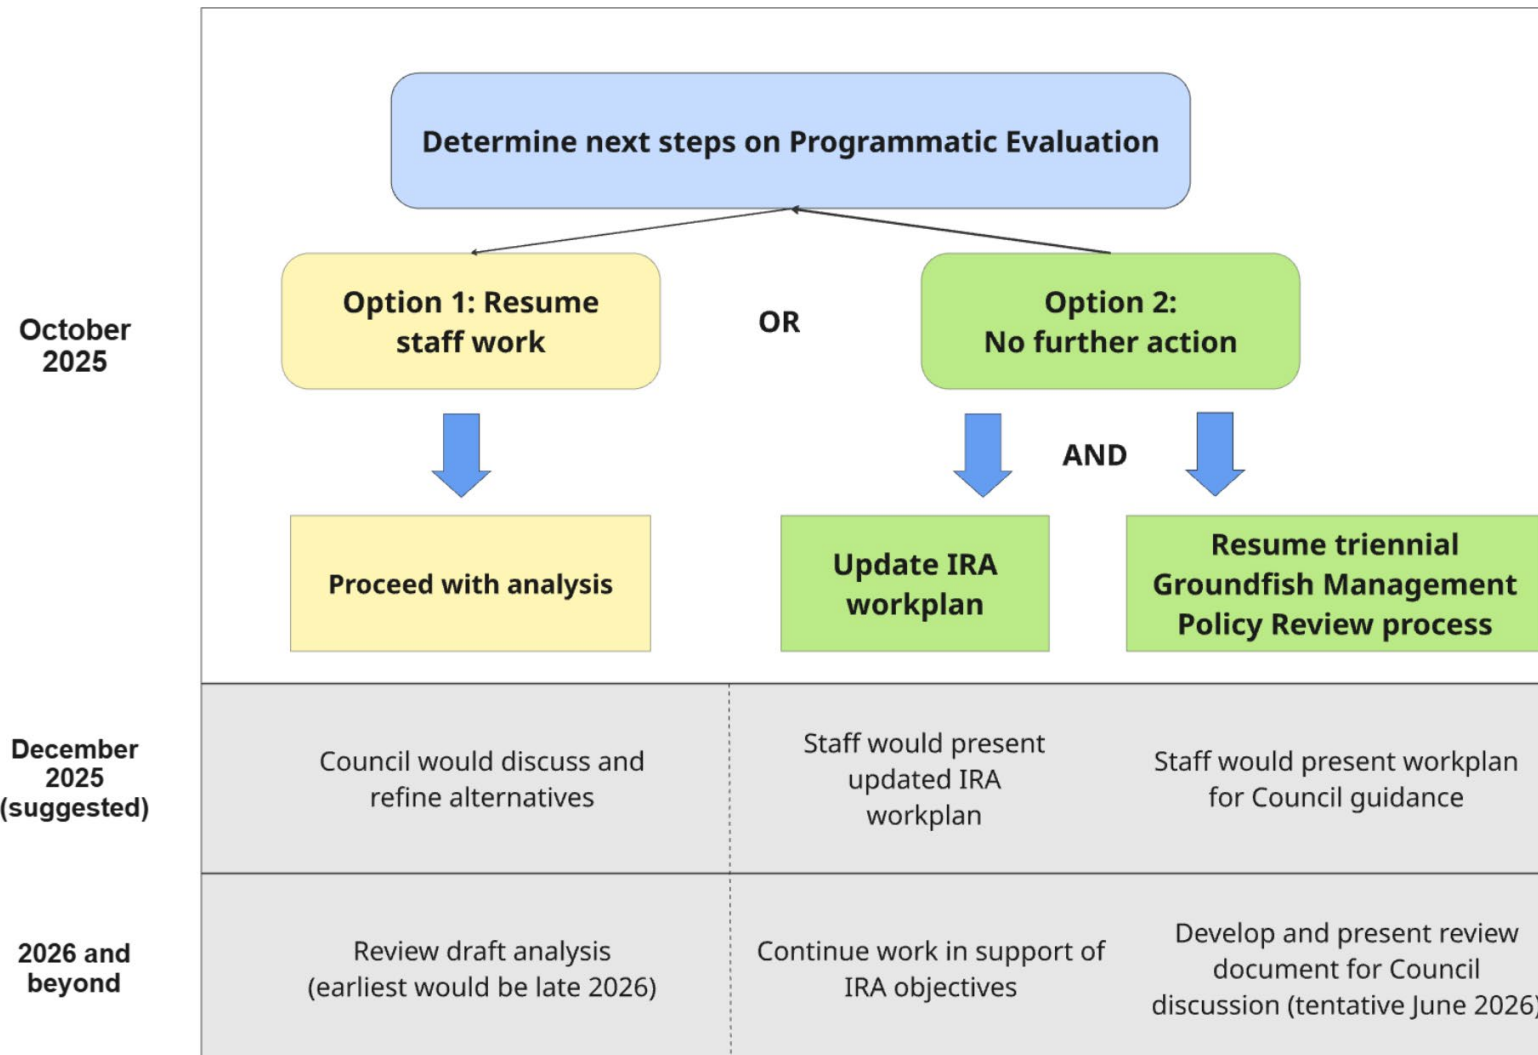 Determine next steps on Programmatic Evaluation
October
2025
Option 1: Resume
staff work
OR
Option 2:
No further action
AND
Proceed with analysis
Update IRA
workplan
Resume triennial
Groundfish Management
Policy Review process
December
2025
(suggested)
Council would discuss and
refine alternatives
Staff would present
updated IRA
workplan
Staff would present workplan
for Council guidance
2026 and
beyond
Review draft analysis
(earliest would be late 2026)
Continue work in support of
IRA objectives
Develop and present review
document for Council
discussion (tentative June 2026)